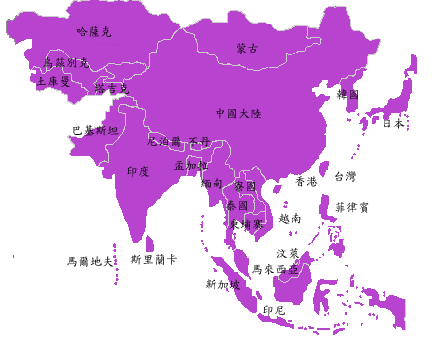 哈薩克
蒙古
烏茲別克
土庫曼
塔吉克
韓國
中國大陸
日本
巴基斯坦
尼泊爾 不丹
孟加拉
印度
緬甸
寮國
香港
台灣
泰國
菲律賓
越南
柬埔寨
汶萊
馬爾地夫
斯里蘭卡
馬來西亞
新加坡
印尼